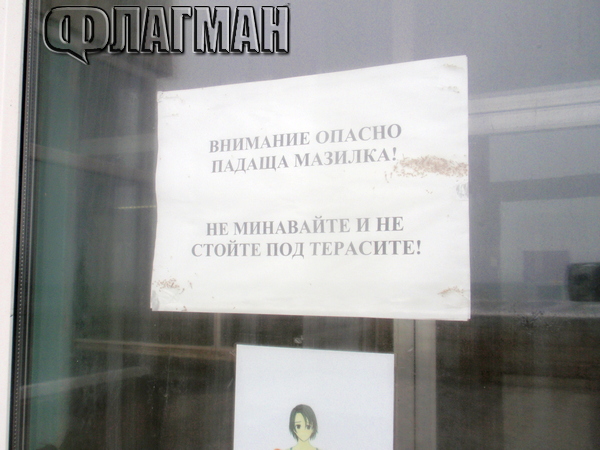 ФЛАГМАН
ВНИМАНИЕ ОПАСНО
ПАДАЩА МАЗИЛКА!
НЕ МИНАВАЙТЕ И НЕ
СТОЙТЕ ПОД ТЕРАСИТЕ!